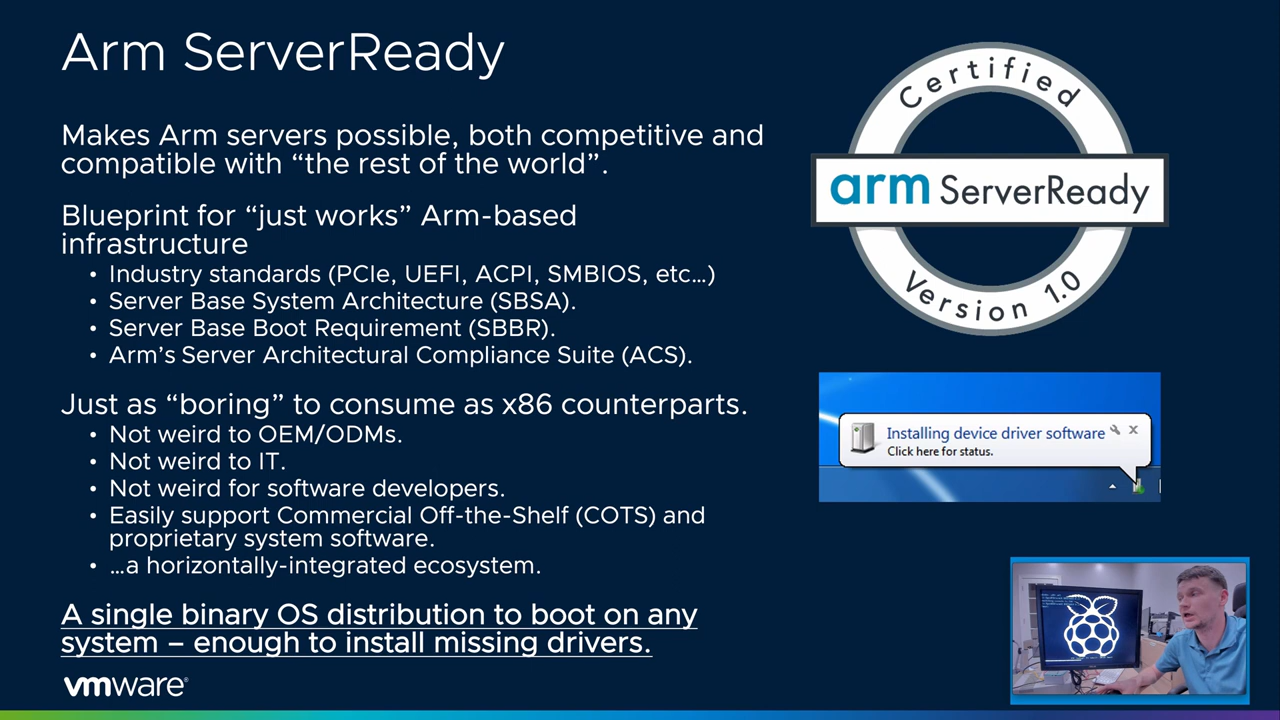 Arm ServerReady
Makes Arm servers possible, both competitive and
compatible with “the rest of the world”.
Blueprint for “just works” Arm-based
infrastructure
• Industry standards (PCIe, UEFI, ACPI, SMBIOS, etc…)
• Server Base System Architecture (SBSA).
• Server Base Boot Requirement (SBBR).
• Arm’s Server Architectural Compliance Suite (ACS).
Just as “boring” to consume as x86 counterparts.
• Not weird to OEM/ODMs.
• Not weird to IT.
• Not weird for software developers.
• Easily support Commercial Off-the-Shelf (COTS) and
proprietary system software.
• …a horizontally-integrated ecosystem.
A single binary OS distribution to boot on any
system – enough to install missing drivers.
vmware®
Certified
arm ServerReady
Version 1.0
Installing device driver software
Click here for status.